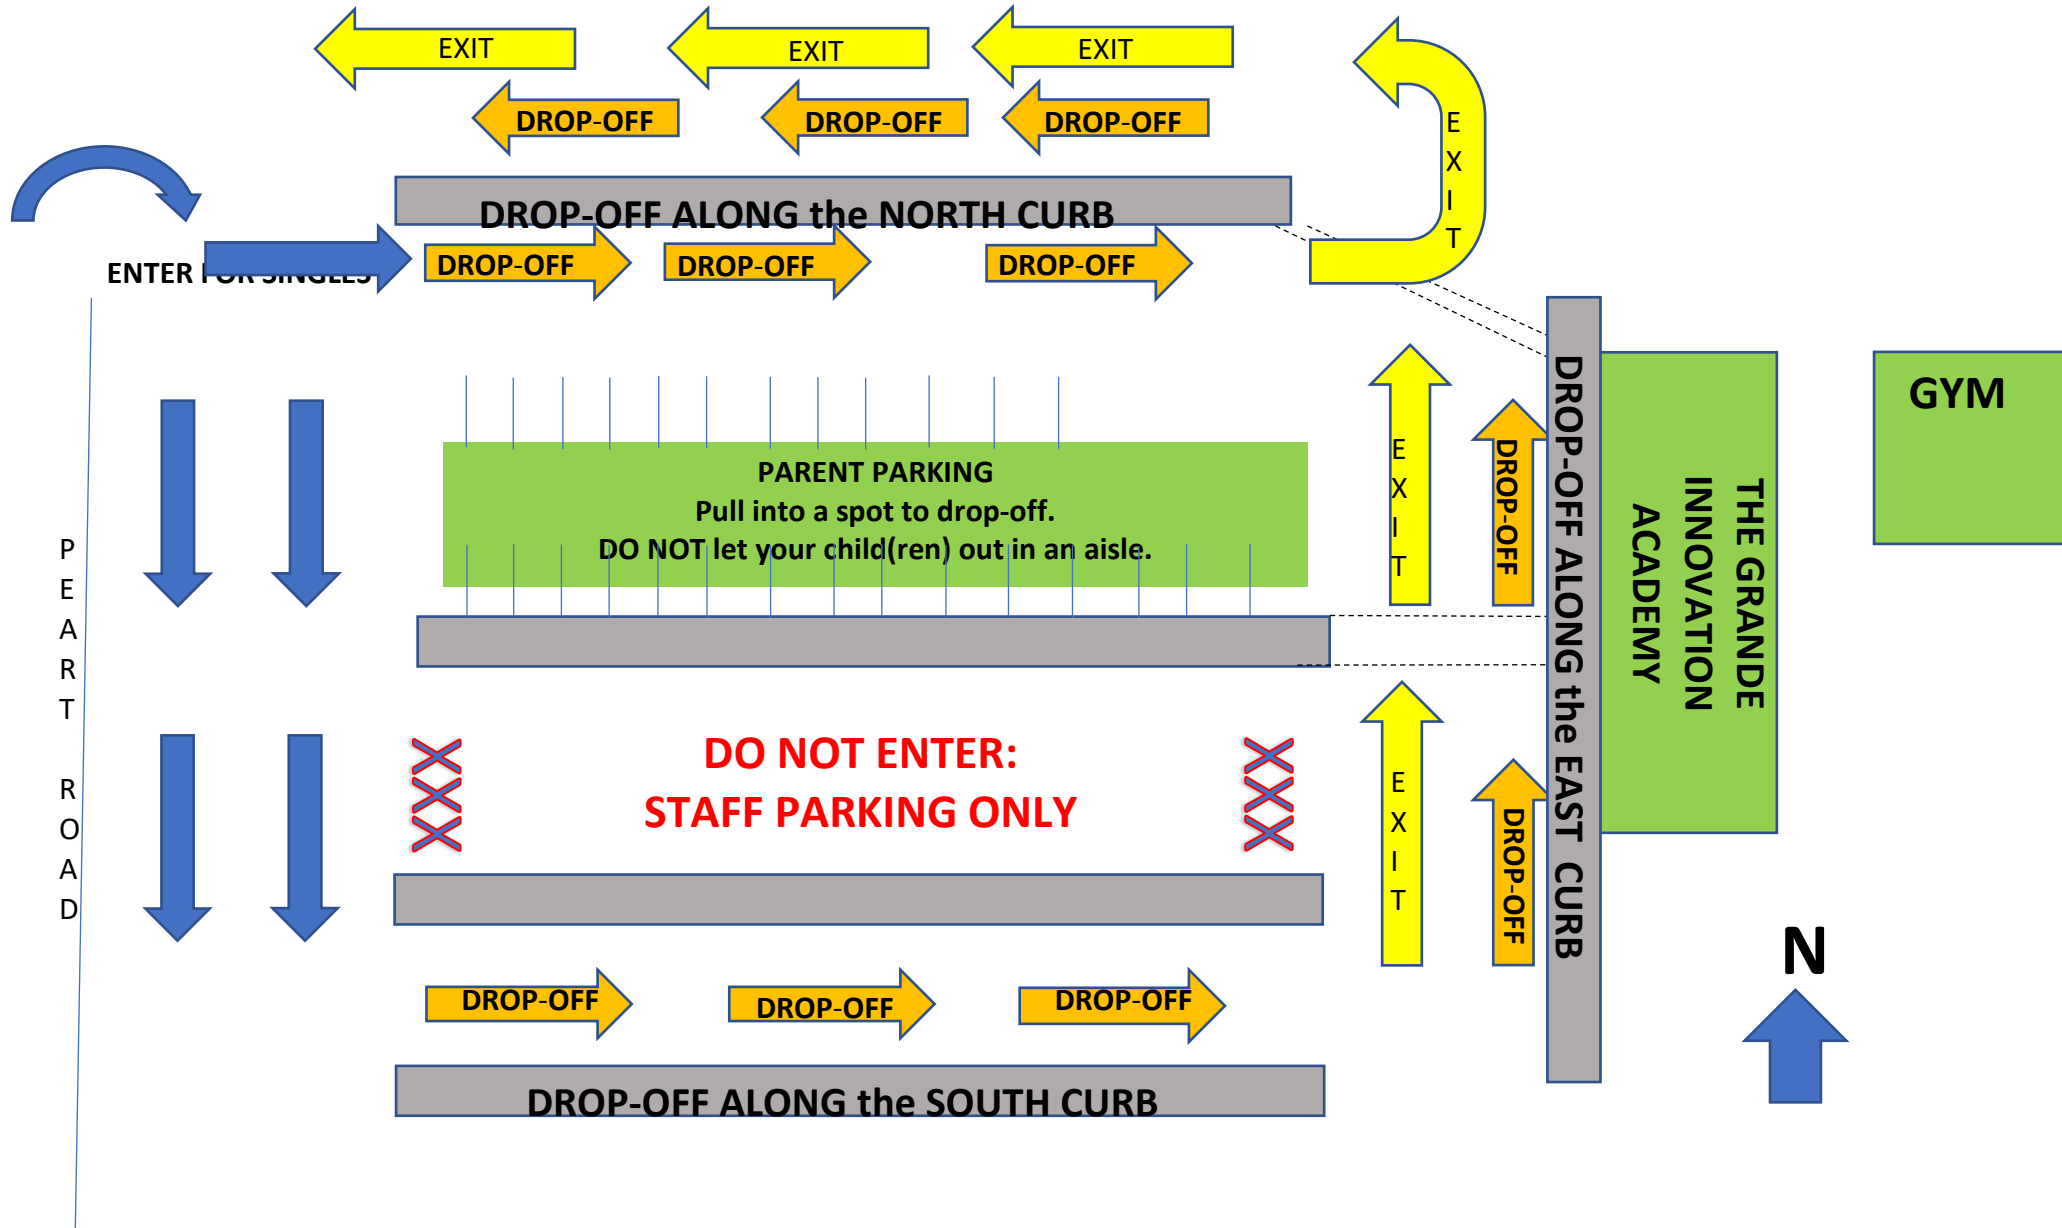 EXIT
EXIT
EXIT
DROP-OFF
DROP-OFF
DROP-OFF
EXIT
DROP-OFF ALONG the NORTH CURB
ENTER FOR SINGLES
DROP-OFF
DROP-OFF
DROP-OFF
PEART ROAD
PARENT PARKING
Pull into a spot to drop-off.
DO NOT let your child(ren) out in an aisle.
EXIT
DROP-OFF
DROP-OFF ALONG the EAST CURB
THE GRANDE
INNOVATION
ACADEMY
GYM
DO NOT ENTER:
STAFF PARKING ONLY
EXIT
DROP-OFF
N
DROP-OFF
DROP-OFF
DROP-OFF
DROP-OFF ALONG the SOUTH CURB